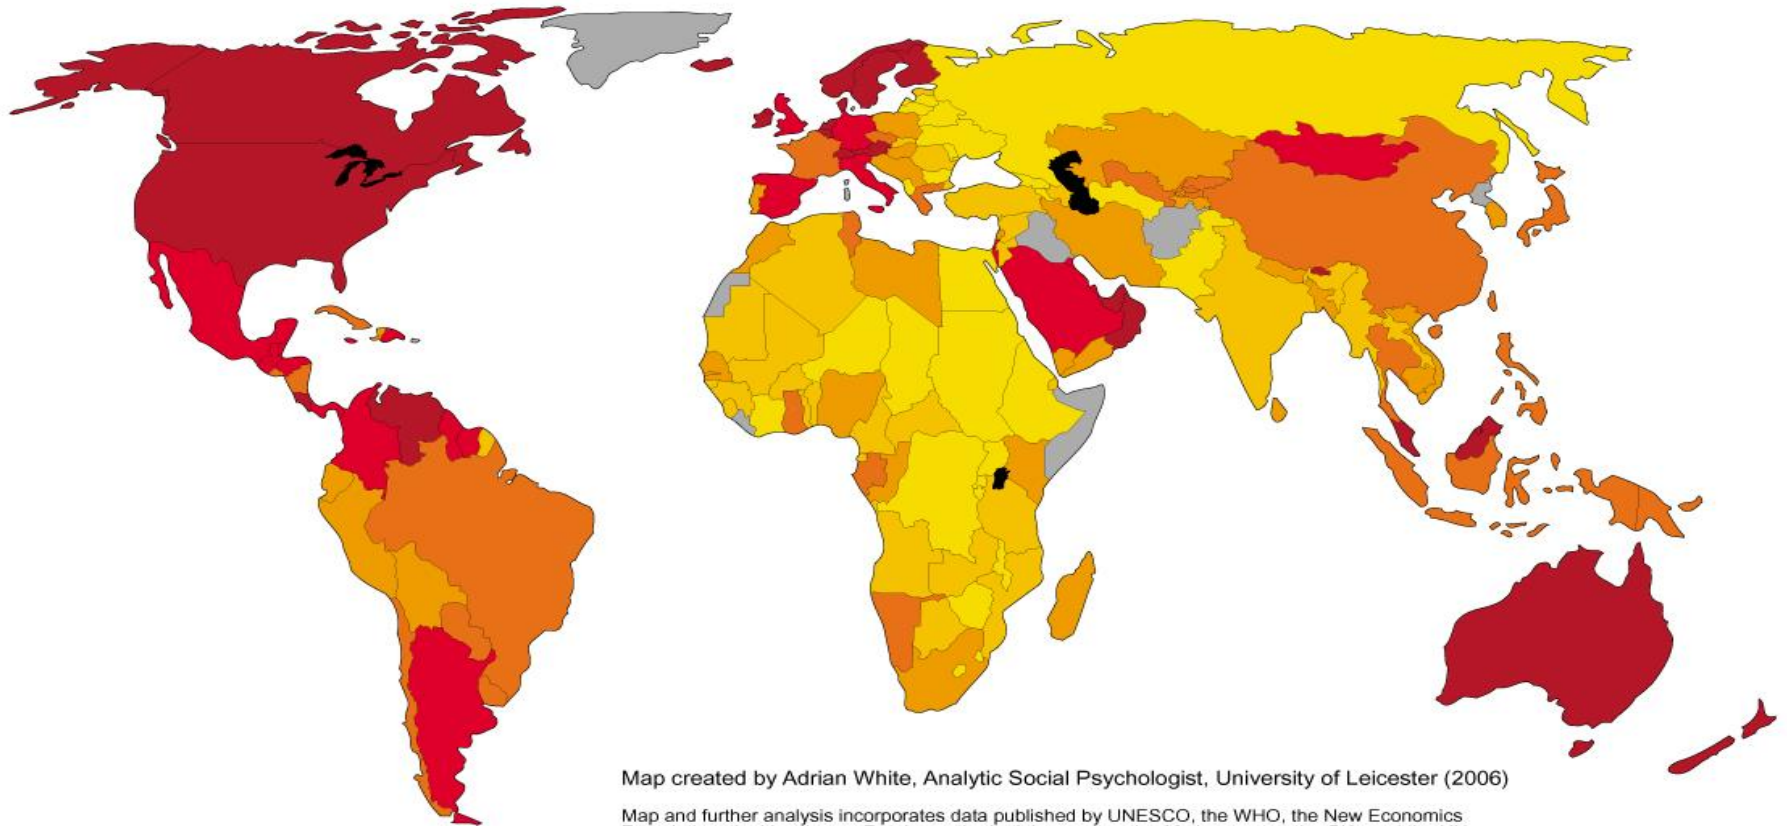 Map created by Adrian White, Analytic Social Psychologist, University of Leicester (2006)
Map and further analysis incorporates data published by UNESCO, the WHO, the New Economics